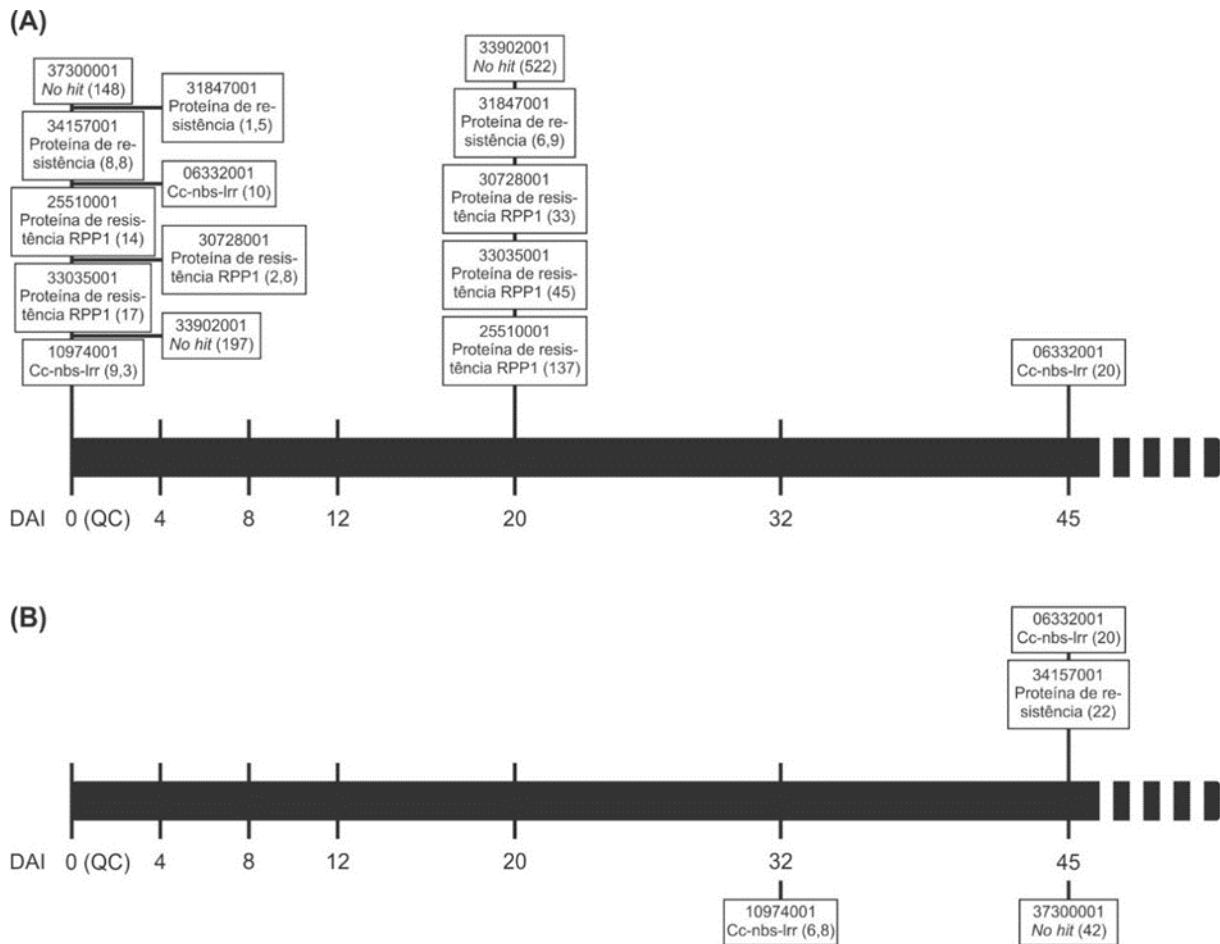 (A)
37300001
No hit (148)
34157001
Proteína de re-
sistência (8,8)
25510001
Proteína de resis-
tência RPP1 (14)
33035001
Proteína de resis-
tência RPP1 (17)
10974001
Cc-nbs-lrr (9,3)
31847001
Proteína de re-
sistência (1,5)
06332001
Cc-nbs-lrr (10)
30728001
Proteína de resis-
tência RPP1 (2,8)
33902001
No hit (197)
33902001
No hit (522)
31847001
Proteína de re-
sistência (6,9)
30728001
Proteína de resis-
tência RPP1 (33)
33035001
Proteína de resis-
tência RPP1 (45)
25510001
Proteína de resis-
tência RPP1 (137)
06332001
Cc-nbs-lrr (20)
DAI 0 (QC) 4 8 12 20 32 45
(B)
06332001
Cc-nbs-lrr (20)
34157001
Proteína de re-
sistência (22)
DAI 0 (QC) 4 8 12 20 32 45
10974001
Cc-nbs-lrr (6,8)
37300001
No hit (42)